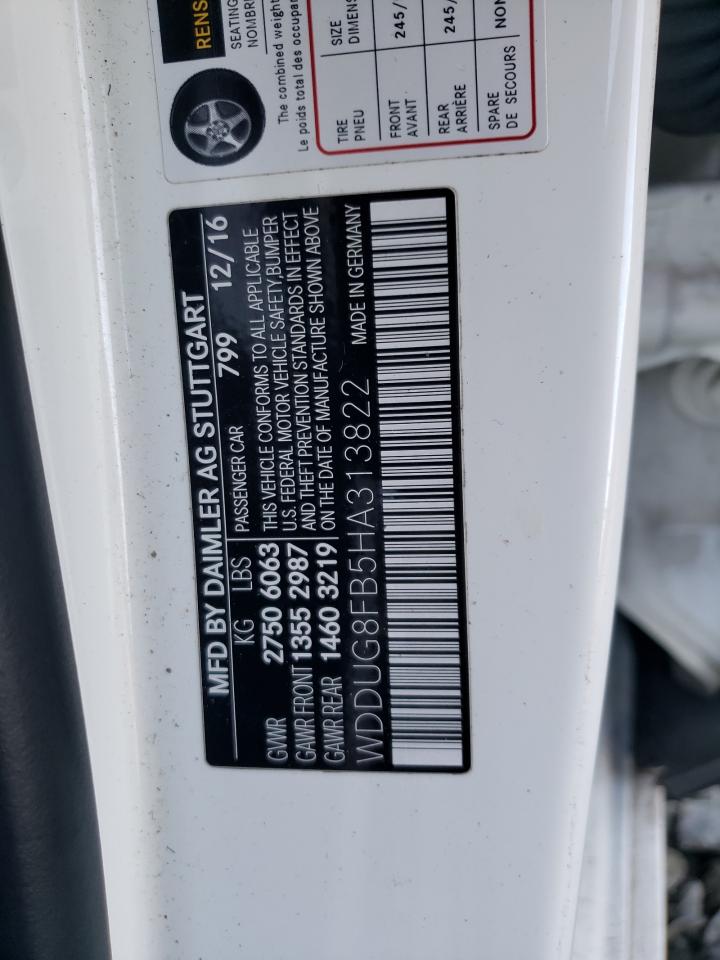 RENS
SEATING
NOMBR
The combined weight
Le poids total des occupan
TIRE
PNEU
SIZE
DIMENS
FRONT
AVANT
245/
REAR
ARRIÈRE
245/
SPARE
DE SECOURS
NON
MFD BY DAIMLER AG STUTTGART
KG LBS PASSENGER CAR 799 12/16
GVWR 2750 6063 THIS VEHICLE CONFORMS TO ALL APPLICABLE
U.S. FEDERAL MOTOR VEHICLE SAFETY,BUMPER
GAWR FRONT 1355 2987 AND THEFT PREVENTION STANDARDS IN EFFECT
GAWR REAR 1460 3219 ON THE DATE OF MANUFACTURE SHOWN ABOVE
WDDUG8FB5HA313822 MADE IN GERMANY